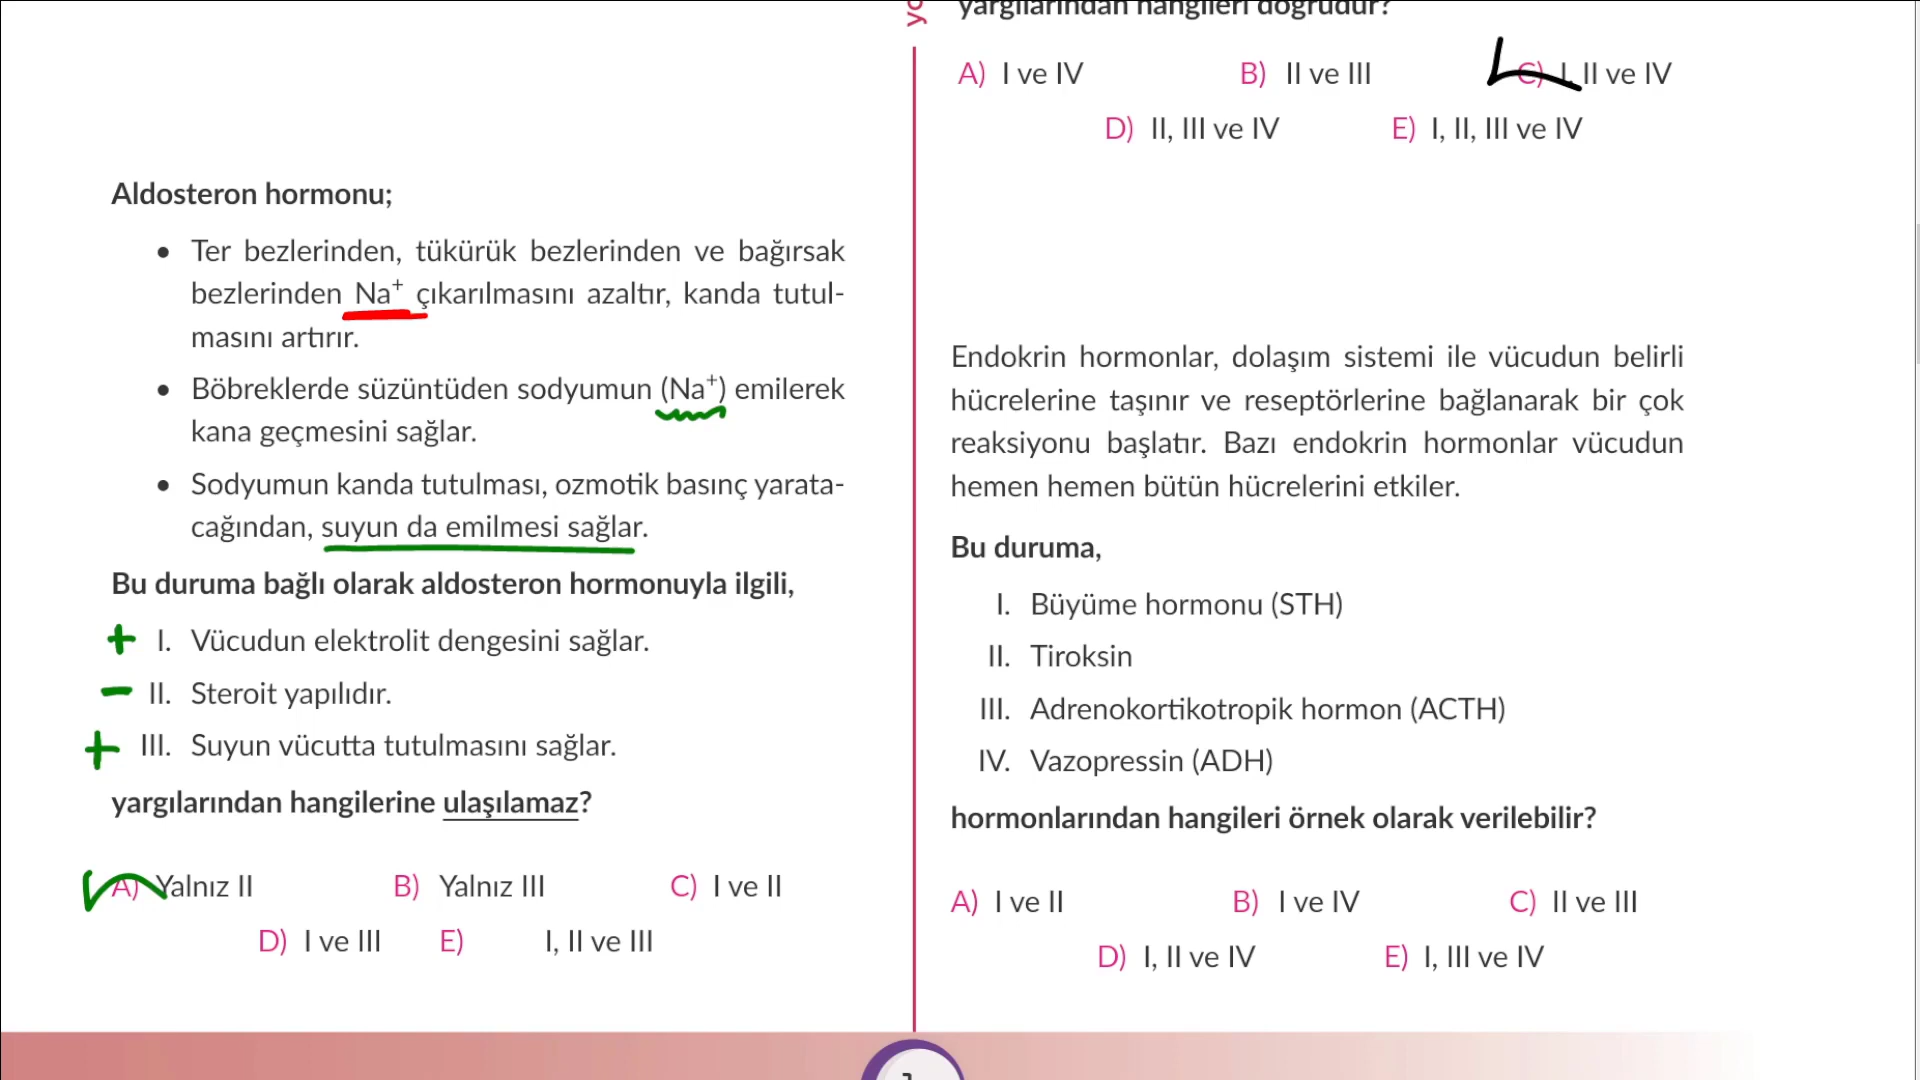 Aldosteron hormonu;
• Ter bezlerinden, tükürük bezlerinden ve bağırsak
bezlerinden Na⁺ çıkarılmasını azaltır, kanda tutul-
masını artırır.
• Böbreklerde süzüntüden sodyumun (Na⁺) emilerek
kana geçmesini sağlar.
• Sodyumun kanda tutulması, ozmotik basınç yarata-
cağından, suyun da emilmesi sağlar.
Bu duruma bağlı olarak aldosteron hormonuyla ilgili,
+ I. Vücudun elektrolit dengesini sağlar.
- II. Steroit yapılıdır.
+ III. Suyun vücutta tutulmasını sağlar.
yargılarından hangilerine ulaşılamaz?
A) Yalnız II B) Yalnız III C) I ve II
D) I ve III E) I, II ve III
yargılarından hangileri doğrudur?
A) I ve IV B) II ve III C) I, II ve IV
D) II, III ve IV E) I, II, III ve IV
Endokrin hormonlar, dolaşım sistemi ile vücudun belirli
hücrelerine taşınır ve reseptörlerine bağlanarak bir çok
reaksiyonu başlatır. Bazı endokrin hormonlar vücudun
hemen hemen bütün hücrelerini etkiler.
Bu duruma,
I. Büyüme hormonu (STH)
II. Tiroksin
III. Adrenokortikotropik hormon (ACTH)
IV. Vazopressin (ADH)
hormonlarından hangileri örnek olarak verilebilir?
A) I ve II B) I ve IV C) II ve III
D) I, II ve IV E) I, III ve IV